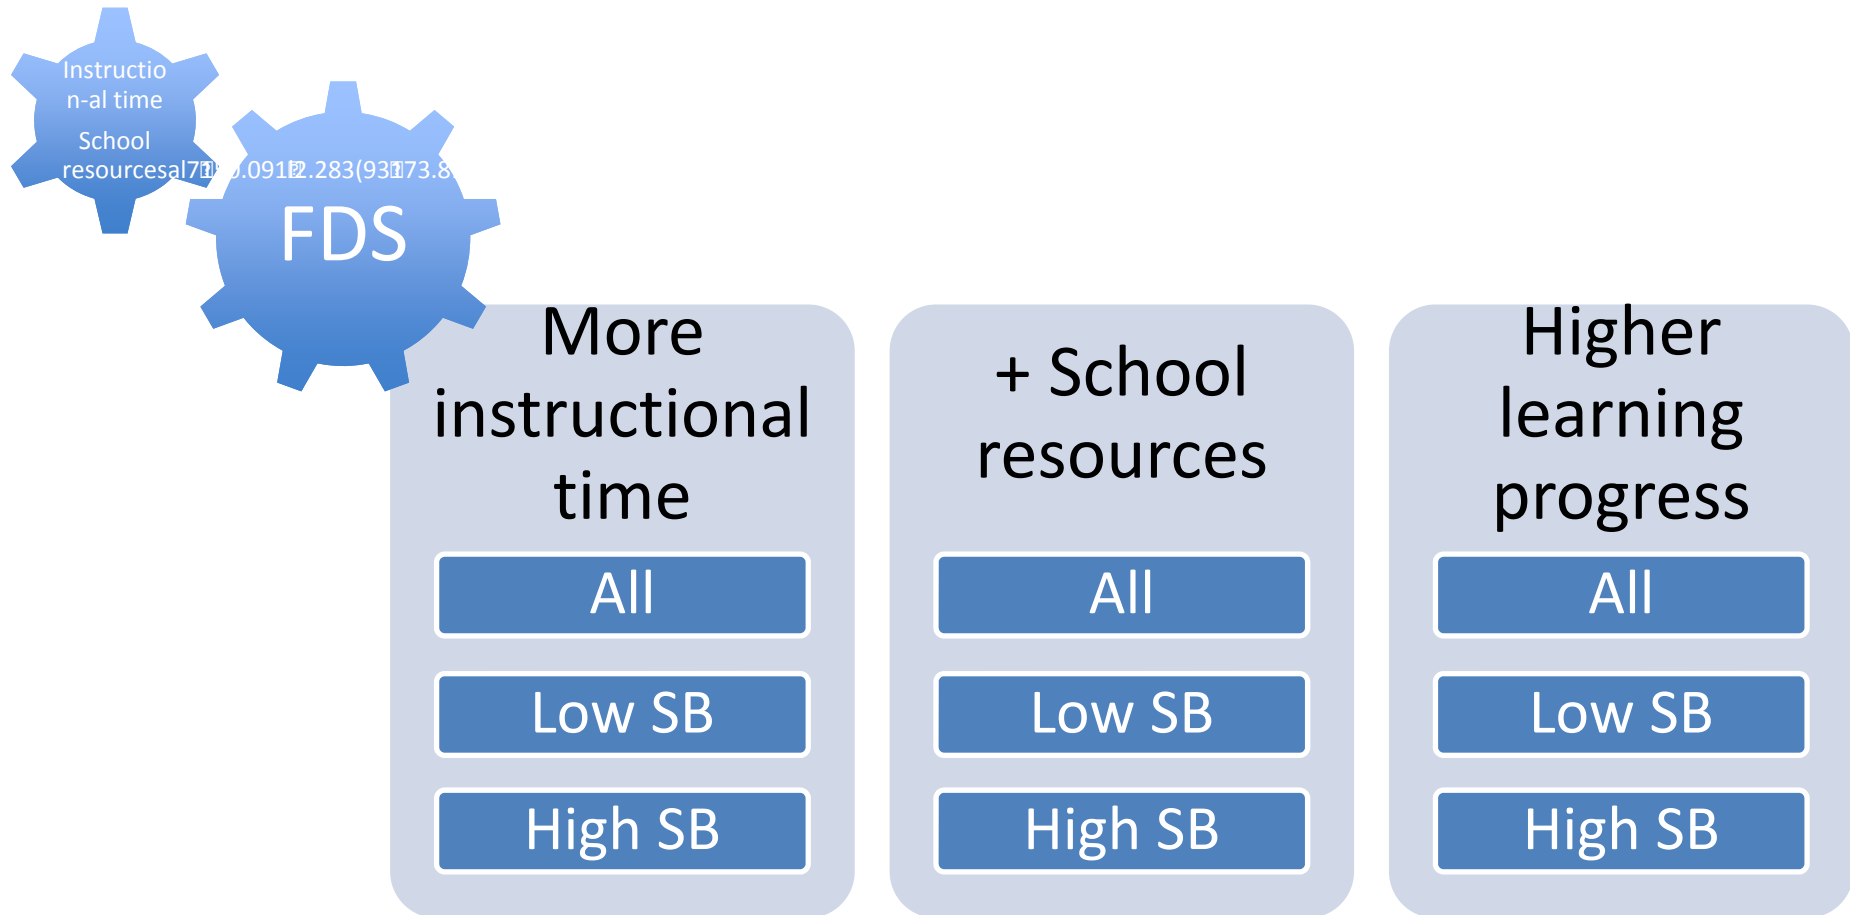 Instructio
n-al time
School
resourcesal7
FDS
More
instructional
time
All
Low SB
High SB
+ School
resources
All
Low SB
High SB
Higher
learning
progress
All
Low SB
High SB